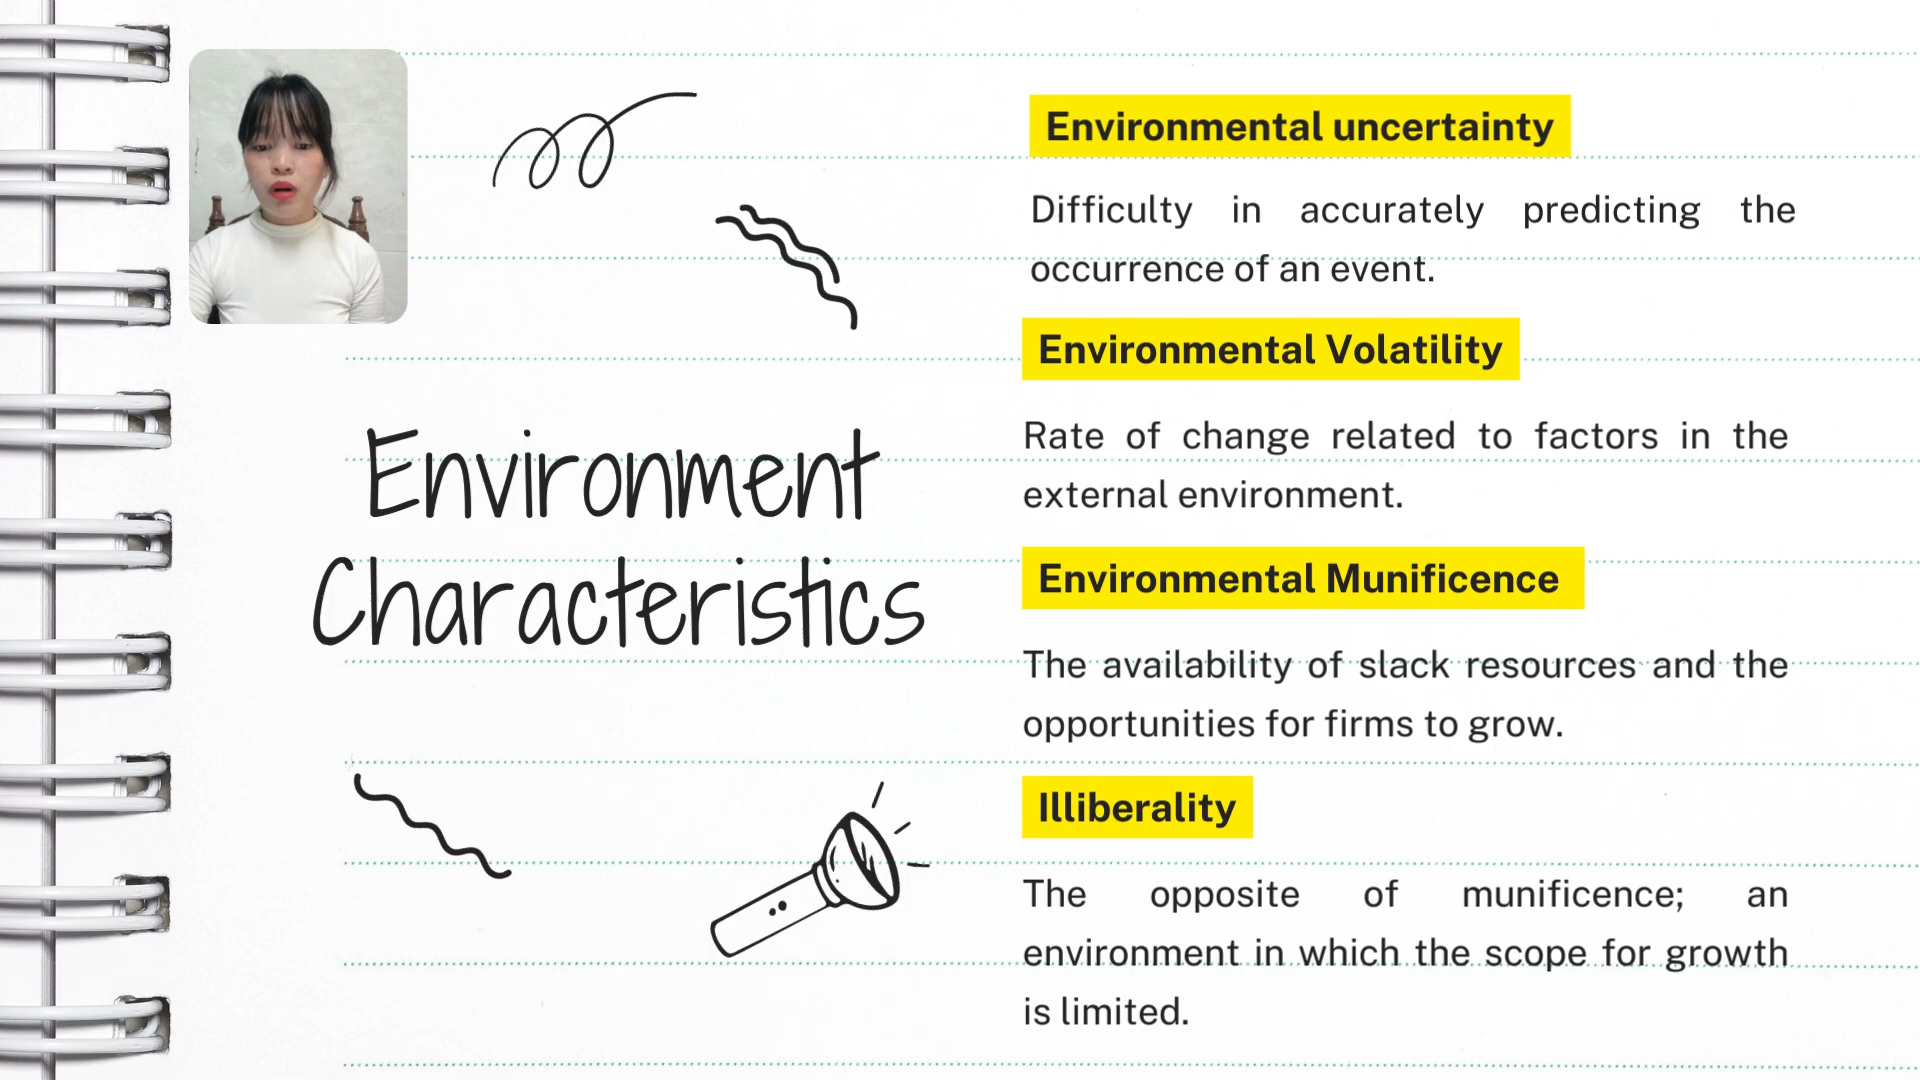 Environment
Characteristics
Environmental uncertainty
Difficulty in accurately predicting the
occurrence of an event.
Environmental Volatility
Rate of change related to factors in the
external environment.
Environmental Munificence
The availability of slack resources and the
opportunities for firms to grow.
Illiberality
The opposite of munificence; an
environment in which the scope for growth
is limited.